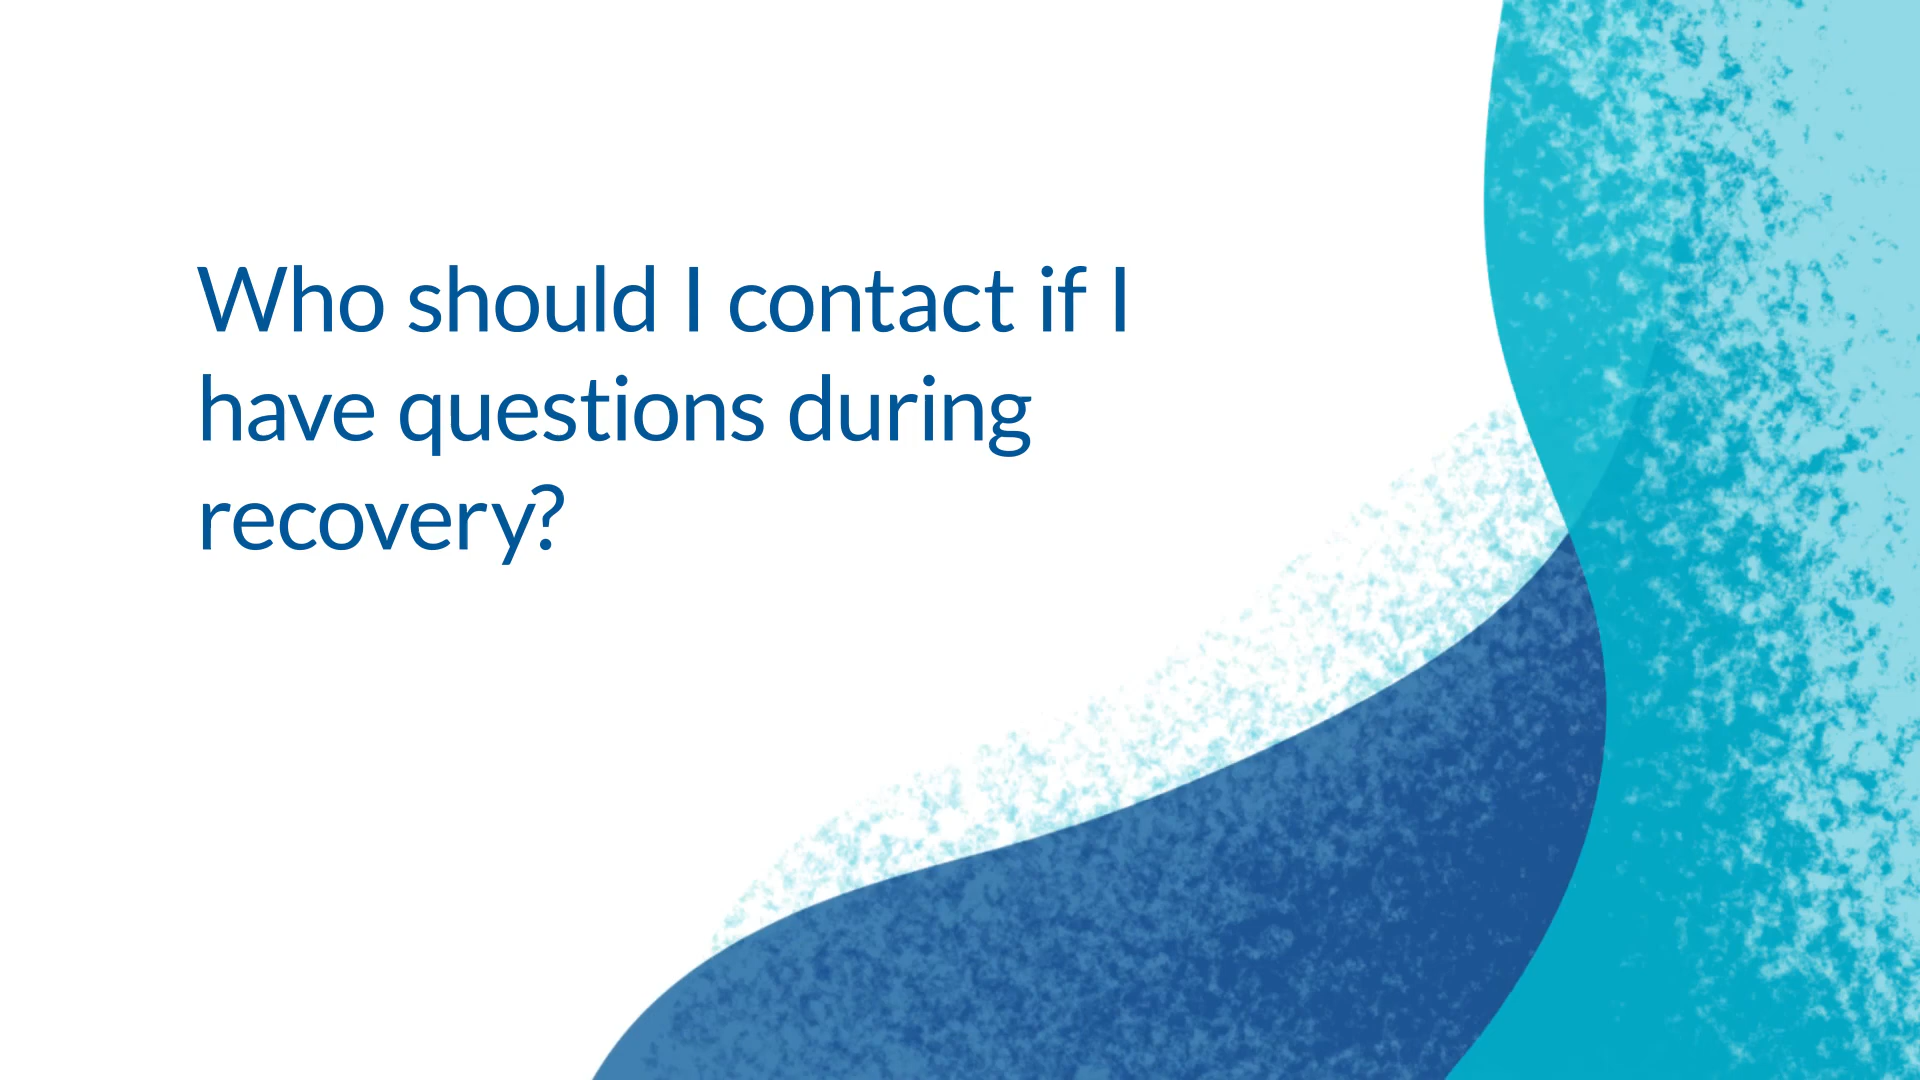 Who should I contact if I
have questions during
recovery?